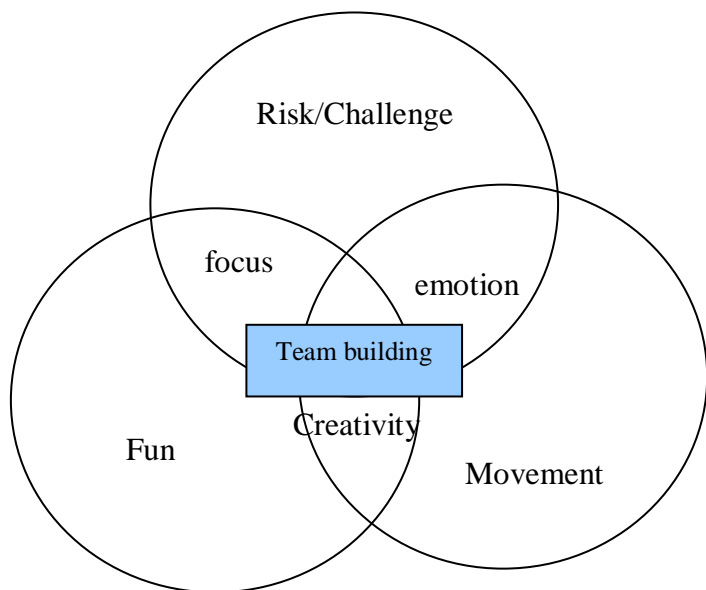 Risk/Challenge
focus
emotion
Team building
Creativity
Fun
Movement